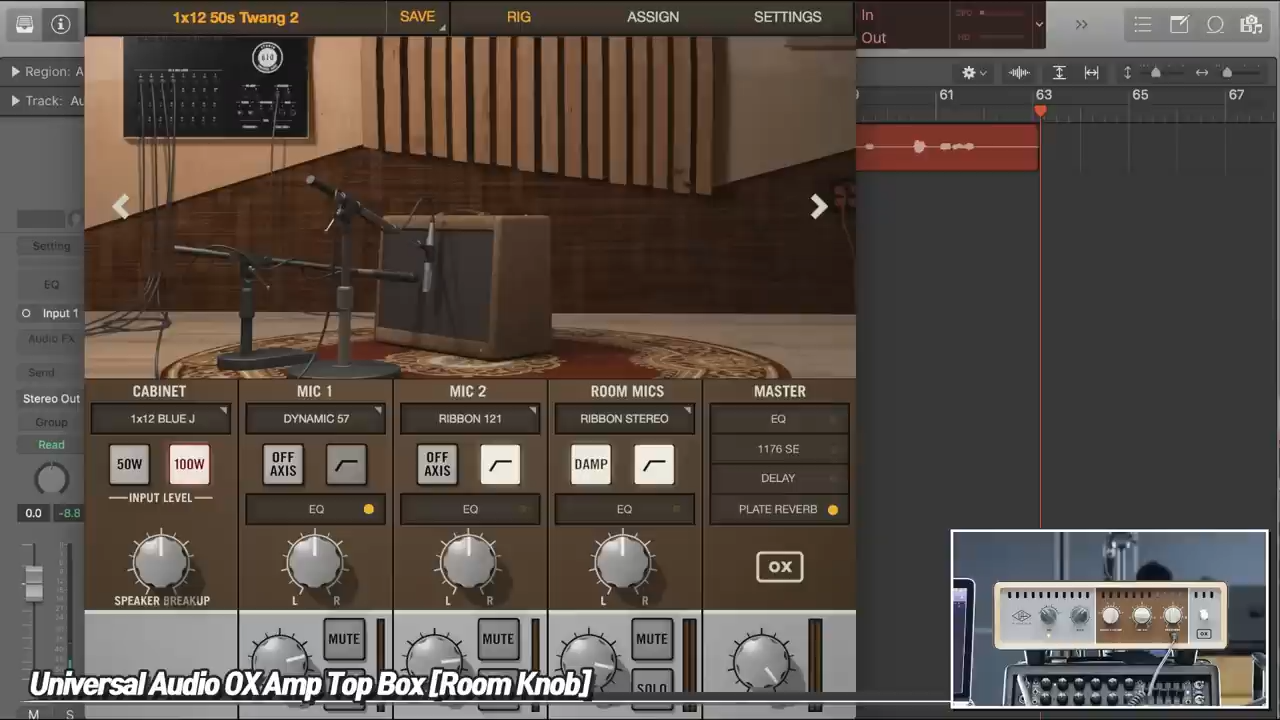 1x12 50s Twang 2
SAVE
RIG
ASSIGN
SETTINGS
In
Out
Region: A
Track: Au
61
63
65
67
Setting
EQ
Input 1
Audio FX
Send
Stereo Out
Group
Read
0.0
-8.8
M
S
CABINET
1x12 BLUE J
50W
100W
INPUT LEVEL
SPEAKER BREAKUP
MIC 1
DYNAMIC 57
OFF
AXIS
EQ
L
R
MUTE
MIC 2
RIBBON 121
OFF
AXIS
EQ
L
R
MUTE
ROOM MICS
RIBBON STEREO
DAMP
EQ
L
R
MUTE
SOLO
MASTER
EQ
1176 SE
DELAY
PLATE REVERB
OX
OX
Universal Audio OX Amp Top Box [Room Knob]